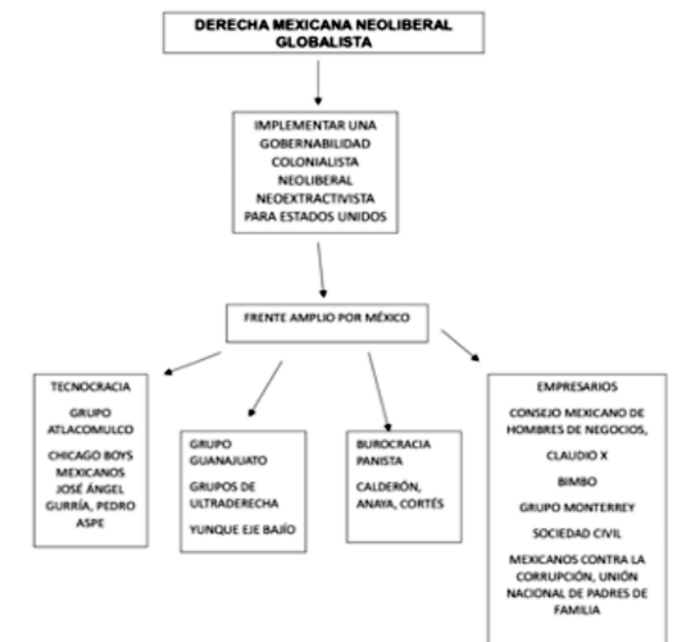 DERECHA MEXICANA NEOLIBERAL
GLOBALISTA
IMPLEMENTAR UNA
GOBERNABILIDAD
COLONIALISTA
NEOLIBERAL
NEOEXTRACTIVISTA
PARA ESTADOS UNIDOS
FRENTE AMPLIO POR MÉXICO
TECNOCRACIA
GRUPO
ATLACOMULCO
CHICAGO BOYS
MEXICANOS
JOSÉ ÁNGEL
GURRÍA, PEDRO
ASPE
GRUPO
GUANAJUATO
GRUPOS DE
ULTRADERECHA
YUNQUE EJE BAJÍO
BUROCRACIA
PANISTA
CALDERÓN,
ANAYA, CORTÉS
EMPRESARIOS
CONSEJO MEXICANO DE
HOMBRES DE NEGOCIOS,
CLAUDIO X
BIMBO
GRUPO MONTERREY
SOCIEDAD CIVIL
MEXICANOS CONTRA LA
CORRUPCIÓN, UNIÓN
NACIONAL DE PADRES DE
FAMILIA